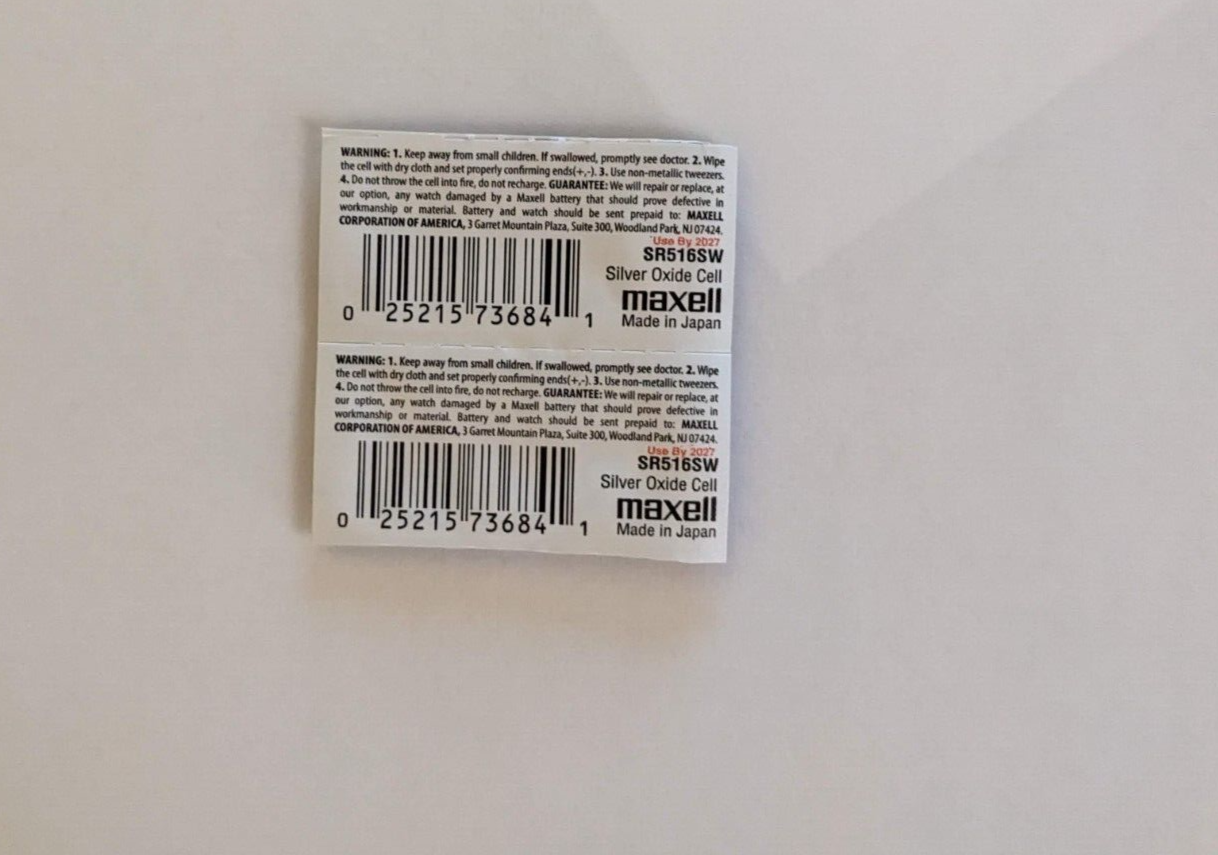 WARNING: 1. Keep away from small children. If swallowed, promptly see doctor. 2. Wipe
the cell with dry cloth and set properly confirming ends(+,-). 3. Use non-metallic tweezers.
4. Do not throw the cell into fire, do not recharge. GUARANTEE: We will repair or replace, at
our option, any watch damaged by a Maxell battery that should prove defective in
workmanship or material. Battery and watch should be sent prepaid to: MAXELL
CORPORATION OF AMERICA, 3 Garret Mountain Plaza, Suite 300, Woodland Park, NJ 07424.
Use By 2027
SR516SW
Silver Oxide Cell
maxell
Made in Japan
0 25215 73684 1
WARNING: 1. Keep away from small children. If swallowed, promptly see doctor. 2. Wipe
the cell with dry cloth and set properly confirming ends(+,-). 3. Use non-metallic tweezers.
4. Do not throw the cell into fire, do not recharge. GUARANTEE: We will repair or replace, at
our option, any watch damaged by a Maxell battery that should prove defective in
workmanship or material. Battery and watch should be sent prepaid to: MAXELL
CORPORATION OF AMERICA, 3 Garret Mountain Plaza, Suite 300, Woodland Park, NJ 07424.
Use By 2027
SR516SW
Silver Oxide Cell
maxell
Made in Japan
0 25215 73684 1